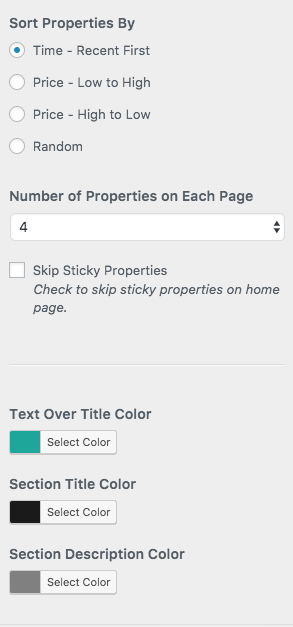 Sort Properties By
Time - Recent First
Price - Low to High
Price - High to Low
Random
Number of Properties on Each Page
4
Skip Sticky Properties
Check to skip sticky properties on home
page.
Text Over Title Color
Select Color
Section Title Color
Select Color
Section Description Color
Select Color